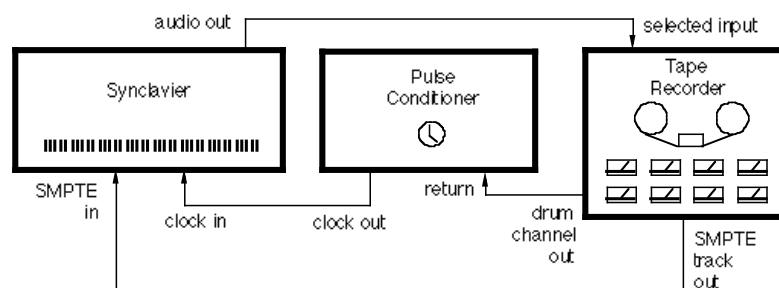 audio out
selected input
Synclavier
Pulse
Conditioner
Tape
Recorder
SMPTE
in
clock in
clock out
return
drum
channel
out
SMPTE
track
out